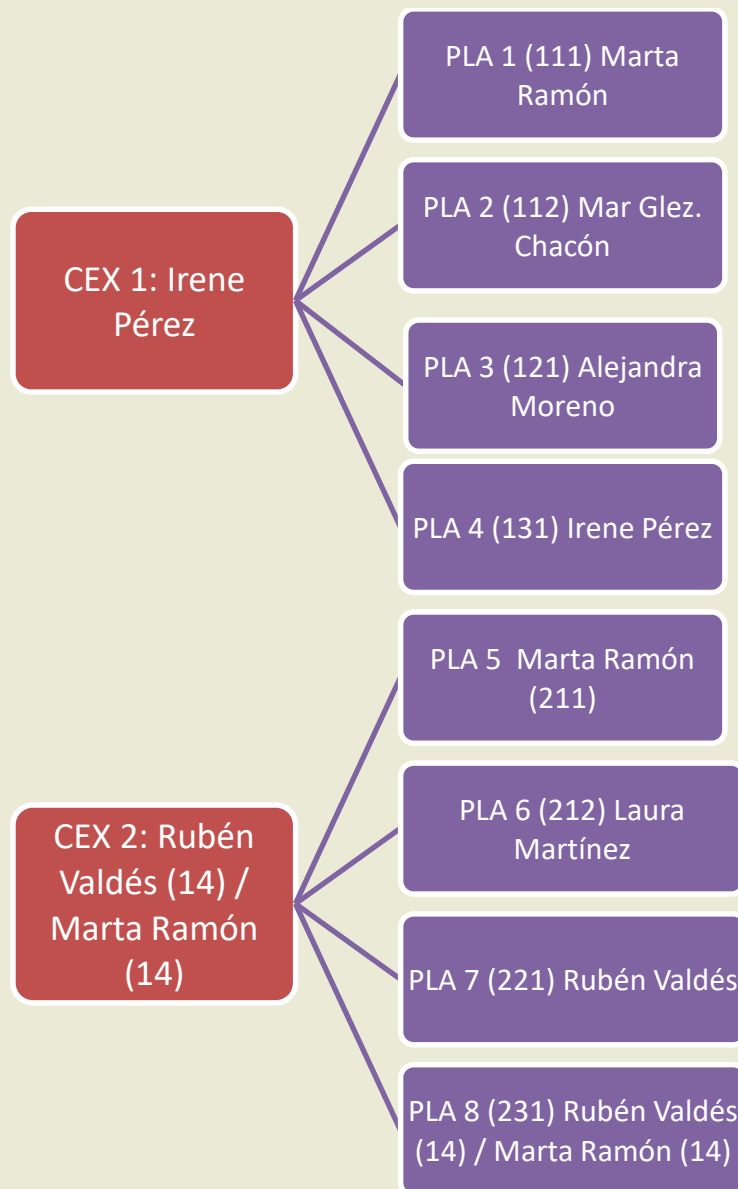 PLA 1 (111) Marta
Ramón
PLA 2 (112) Mar Glez.
Chacón
CEX 1: Irene
Pérez
PLA 3 (121) Alejandra
Moreno
PLA 4 (131) Irene Pérez
PLA 5  Marta Ramón
(211)
PLA 6 (212) Laura
Martínez
CEX 2: Rubén
Valdés (14) /
Marta Ramón
(14)
PLA 7 (221) Rubén Valdés
PLA 8 (231) Rubén Valdés
(14) / Marta Ramón (14)